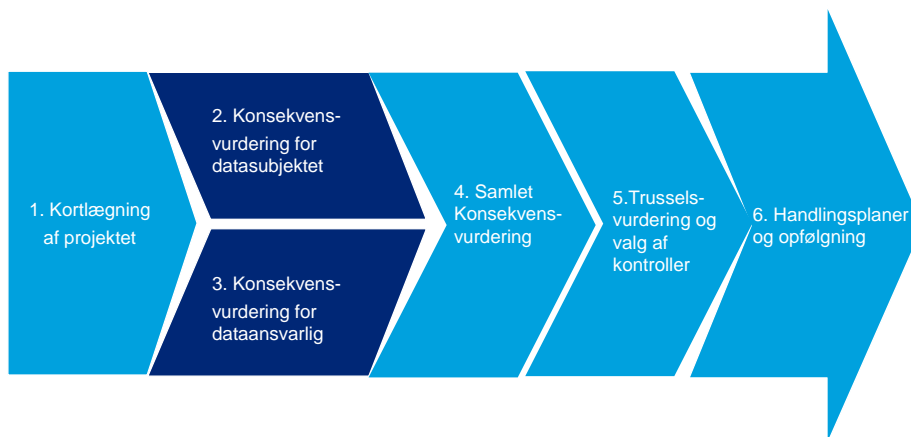 1. Kortlægning
af projektet
2. Konsekvens-
vurdering for
datasubjektet
3. Konsekvens-
vurdering for
dataansvarlig
4. Samlet
Konsekvens-
vurdering
5.Trussels-
vurdering og
valg af
kontroller
6. Handlingsplaner
og opfølgning